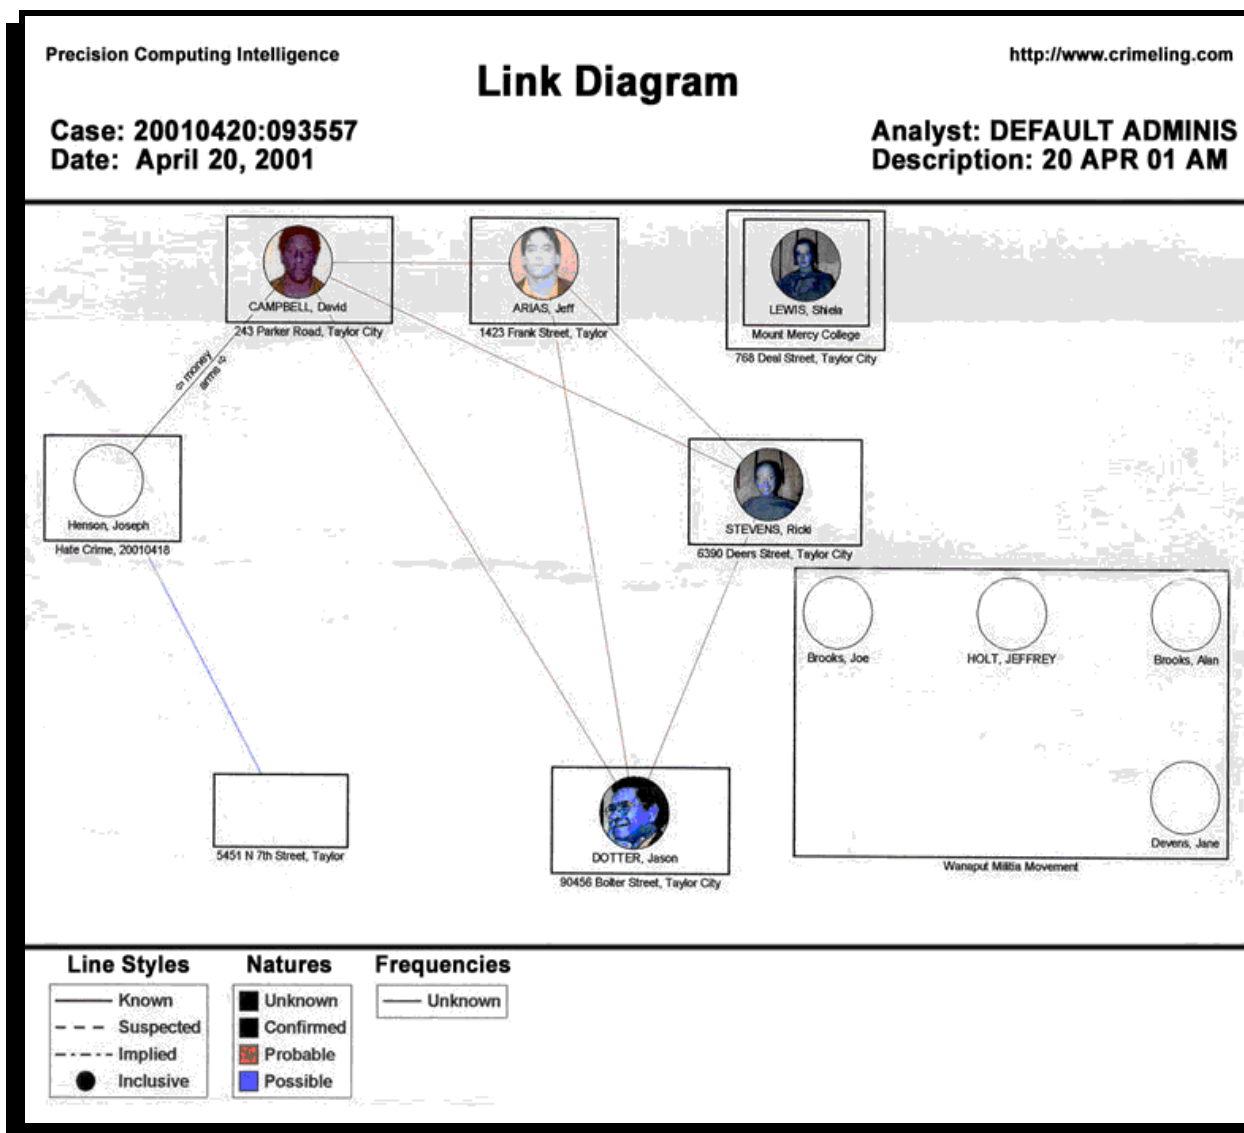 Precision Computing Intelligence
http://www.crimeling.com
Link Diagram
Case: 20010420:093557
Analyst: DEFAULT ADMINIS
Date: April 20, 2001
Description: 20 APR 01 AM
CAMPBELL, David
243 Parker Road, Taylor City
ARIAS, Jeff
1423 Frank Street, Taylor
LEWIS, Shiela
Mount Mercy College
768 Deal Street, Taylor City
⇦ money
arms ⇨
Henson, Joseph
Hate Crime, 20010418
STEVENS, Ricki
6390 Deers Street, Taylor City
Brooks, Joe
HOLT, JEFFREY
Brooks, Alan
Devens, Jane
Wanaput Militia Movement
5451 N 7th Street, Taylor
DOTTER, Jason
90456 Bolter Street, Taylor City
Line Styles
Known
Suspected
Implied
Inclusive
Natures
Unknown
Confirmed
Probable
Possible
Frequencies
Unknown